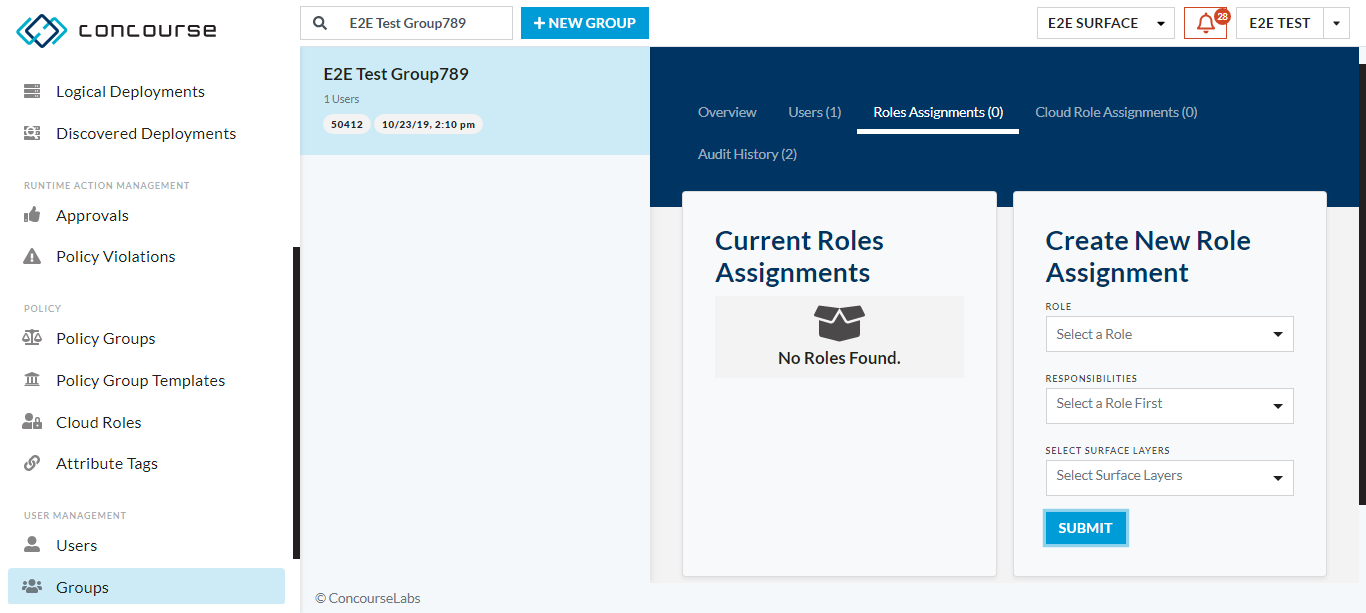 concourse
Logical Deployments
Discovered Deployments
RUNTIME ACTION MANAGEMENT
Approvals
Policy Violations
POLICY
Policy Groups
Policy Group Templates
Cloud Roles
Attribute Tags
USER MANAGEMENT
Users
Groups
E2E Test Group789
+ NEW GROUP
E2E SURFACE
28
E2E TEST
E2E Test Group789
1 Users
50412 10/23/19, 2:10 pm
Overview Users (1) Roles Assignments (0) Cloud Role Assignments (0)
Audit History (2)
Current Roles
Assignments
No Roles Found.
Create New Role
Assignment
ROLE
Select a Role
RESPONSIBILITIES
Select a Role First
SELECT SURFACE LAYERS
Select Surface Layers
SUBMIT
© ConcourseLabs